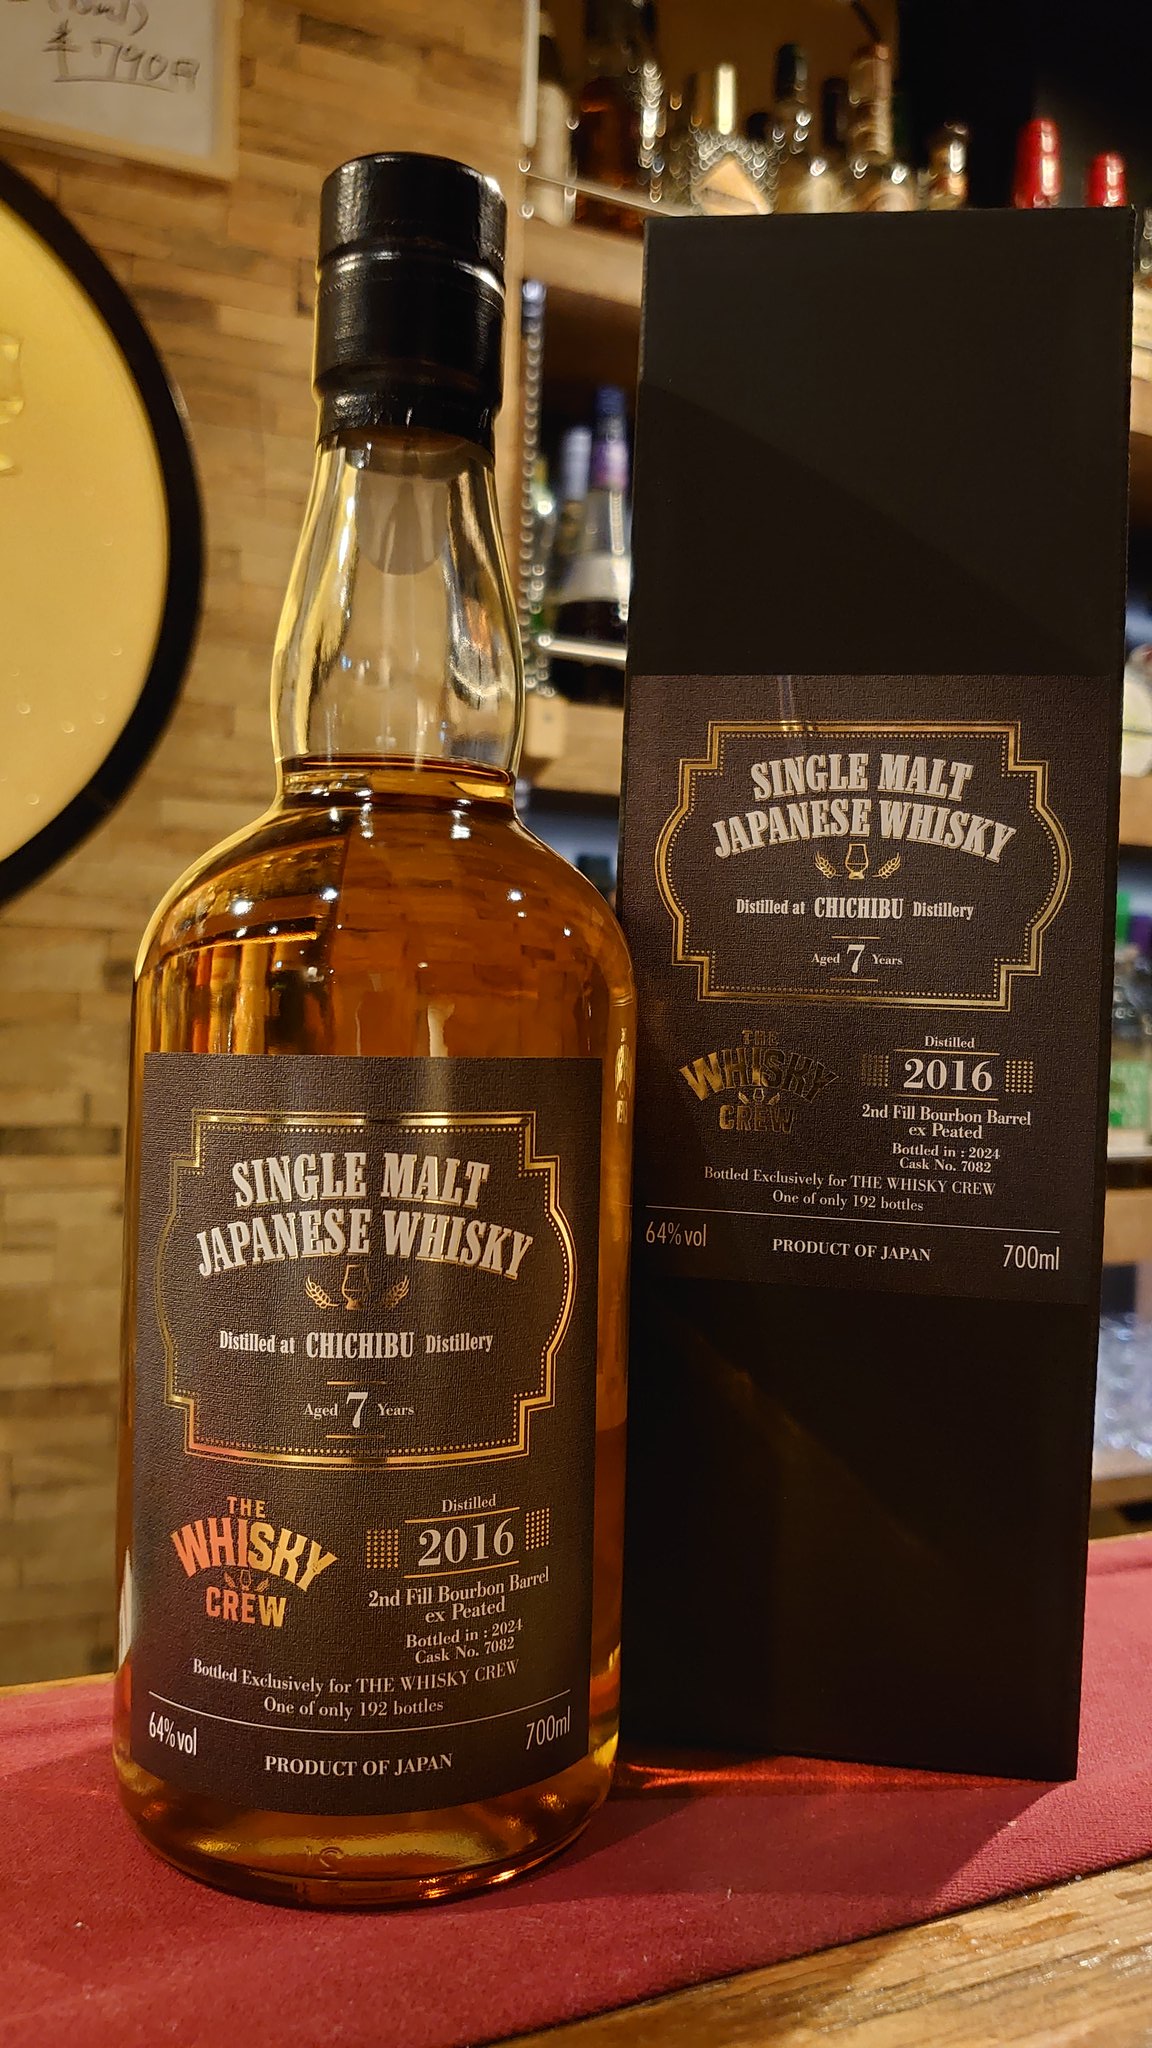 ¥790円
SINGLE MALT
JAPANESE WHISKY
Distilled at CHICHIBU Distillery
Aged 7 Years
THE
WHISKY
CREW
Distilled
2016
2nd Fill Bourbon Barrel
ex Peated
Bottled in : 2024
Cask No. 7082
Bottled Exclusively for THE WHISKY CREW
One of only 192 bottles
64%vol
PRODUCT OF JAPAN
700ml
SINGLE MALT
JAPANESE WHISKY
Distilled at CHICHIBU Distillery
Aged 7 Years
THE
WHISKY
CREW
Distilled
2016
2nd Fill Bourbon Barrel
ex Peated
Bottled in : 2024
Cask No. 7082
Bottled Exclusively for THE WHISKY CREW
One of only 192 bottles
64%vol
PRODUCT OF JAPAN
700ml